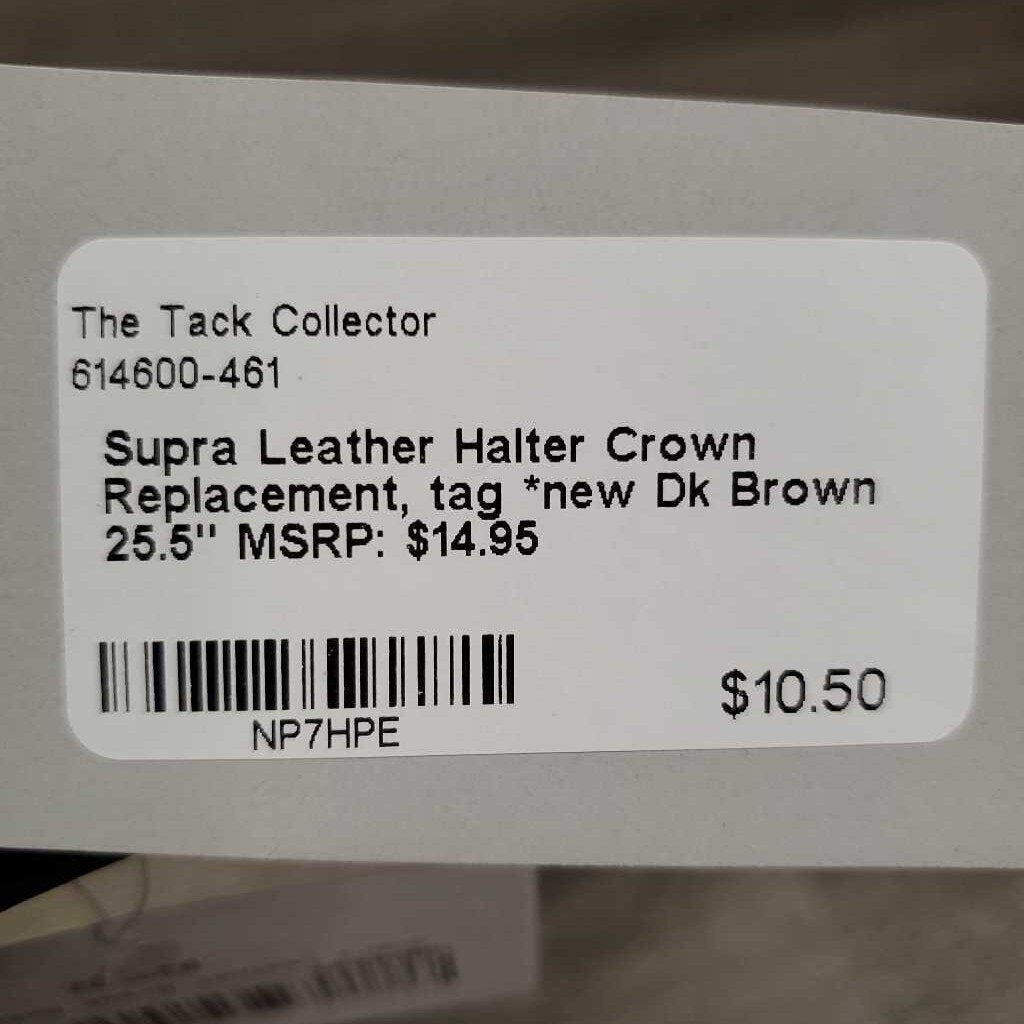 The Tack Collector
614600-461
Supra Leather Halter Crown
Replacement, tag *new Dk Brown
25.5" MSRP: $14.95
NP7HPE
$10.50